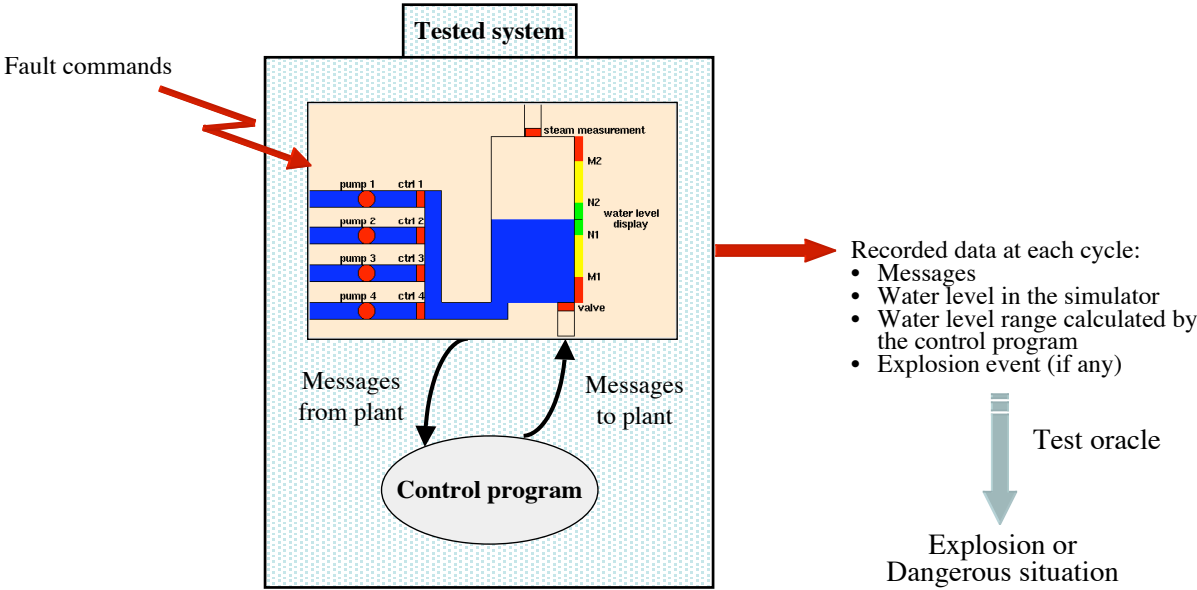 Tested system
Fault commands
steam measurement
M2
pump 1 ctrl 1
N2
water level
display
pump 2 ctrl 2
N1
pump 3 ctrl 3
M1
pump 4 ctrl 4
valve
Messages
from plant
Messages
to plant
Control program
Recorded data at each cycle:
• Messages
• Water level in the simulator
• Water level range calculated by
the control program
• Explosion event (if any)
Test oracle
Explosion or
Dangerous situation